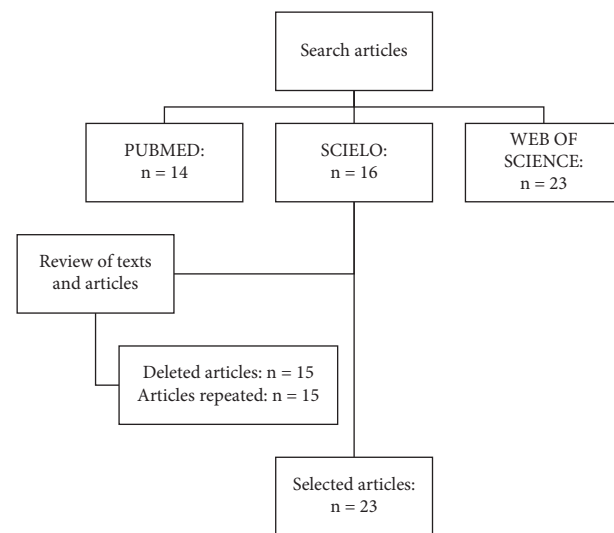 Search articles
PUBMED:
n = 14
SCIELO:
n = 16
WEB OF
SCIENCE:
n = 23
Review of texts
and articles
Deleted articles: n = 15
Articles repeated: n = 15
Selected articles:
n = 23